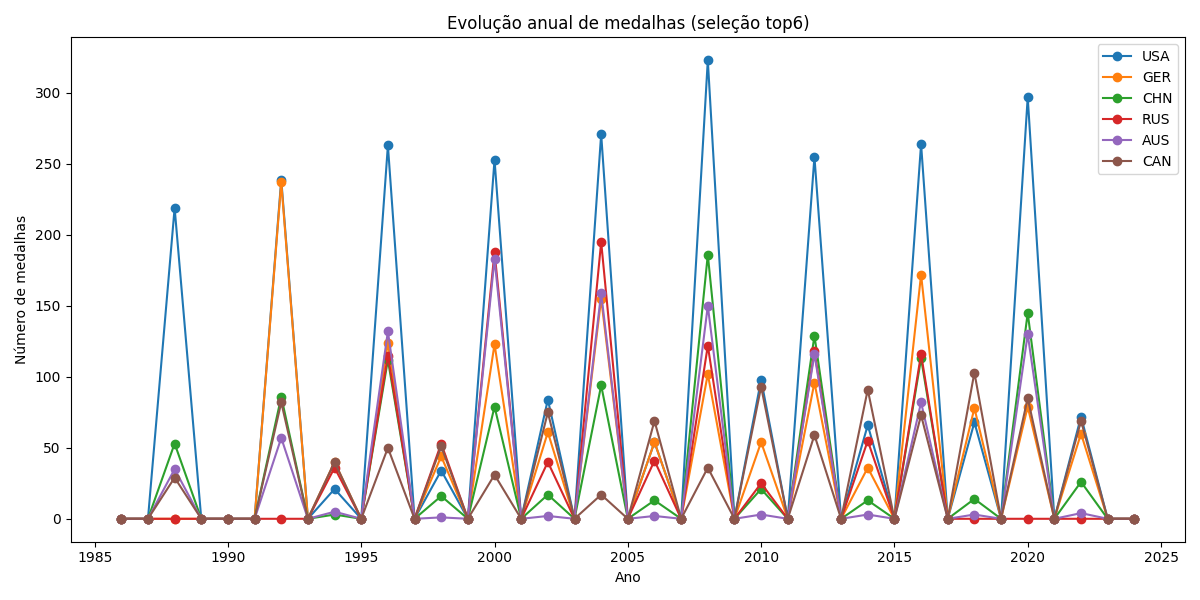 Evolução anual de medalhas (seleção top6)
USA
GER
CHN
RUS
AUS
CAN
Número de medalhas
300
250
200
150
100
50
0
1985 1990 1995 2000 2005 2010 2015 2020 2025
Ano